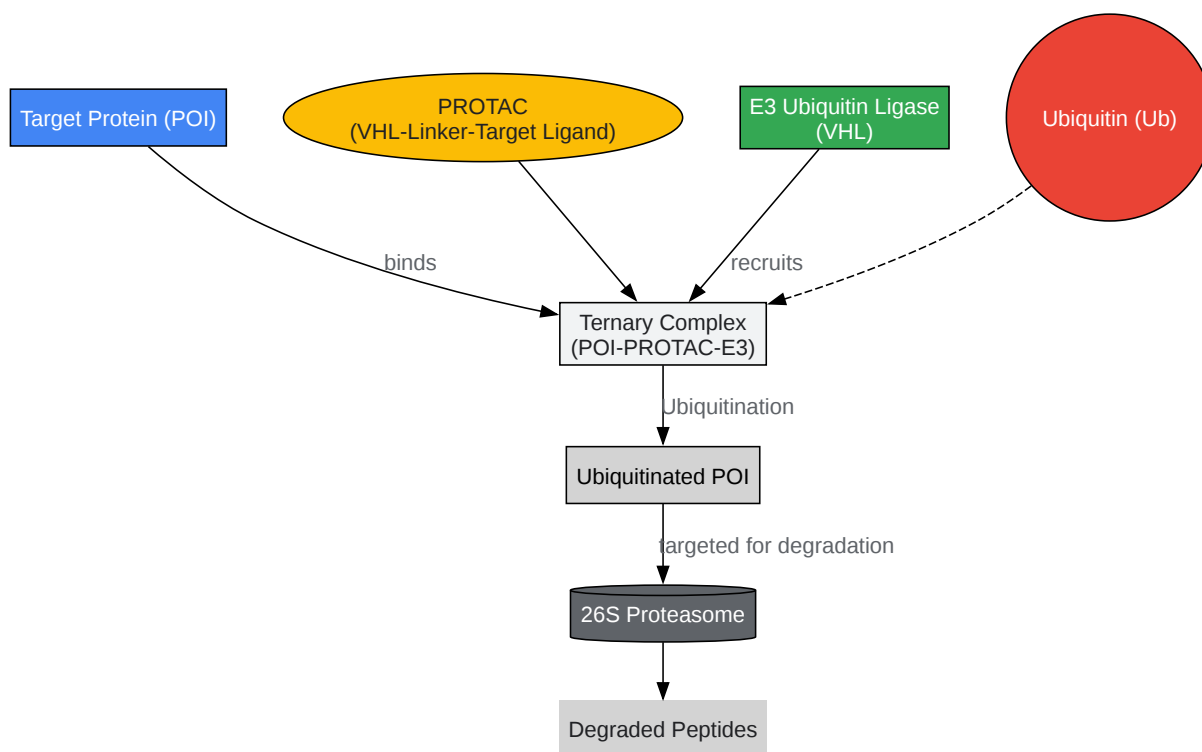 Target Protein (POI)
PROTAC
(VHL-Linker-Target Ligand)
E3 Ubiquitin Ligase
(VHL)
Ubiquitin (Ub)
binds
recruits
Ternary Complex
(POI-PROTAC-E3)
Ubiquitination
Ubiquitinated POI
targeted for degradation
26S Proteasome
Degraded Peptides